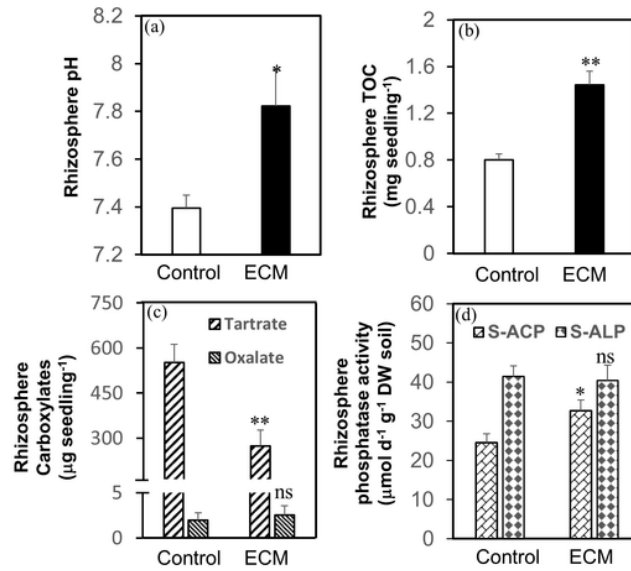 (a)
Rhizosphere pH
8.2
8
7.8
7.6
7.4
7.2
*
Control ECM
(b)
Rhizosphere TOC
(mg seedling-1)
2
1.6
1.2
0.8
0.4
0
**
Control ECM
(c)
Rhizosphere
Carboxylates
(µg seedling-1)
750
600
450
300
5
0
Tartrate
Oxalate
**
ns
Control ECM
(d)
Rhizosphere
phosphatase activity
(µmol d-1 g-1 DW soil)
60
50
40
30
20
10
0
S-ACP S-ALP
*
ns
Control ECM